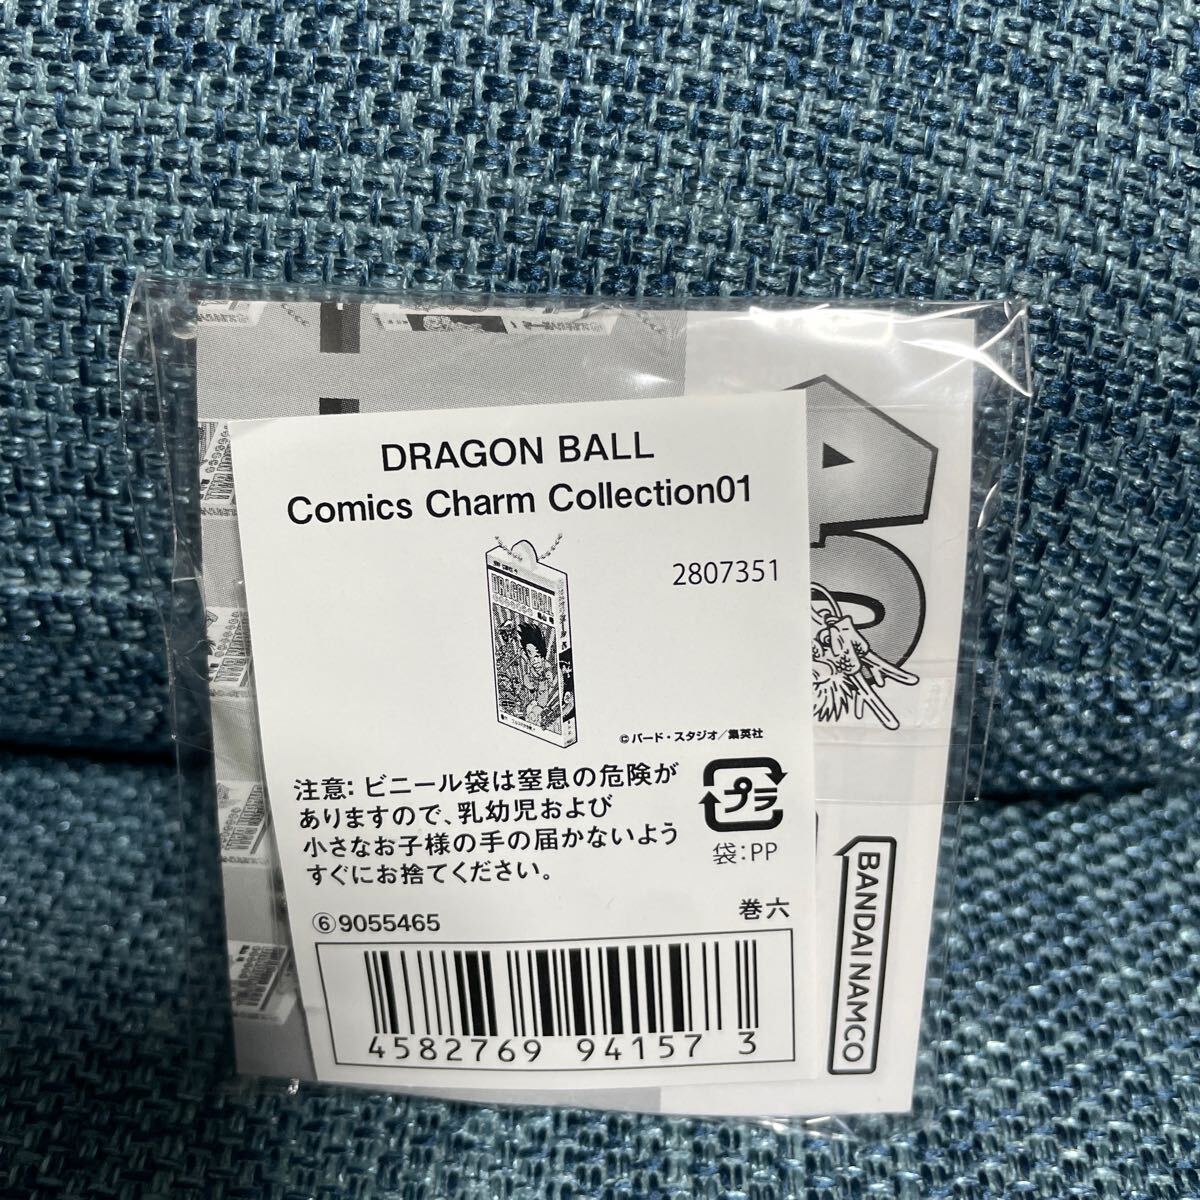 DRAGON BALL
Comics Charm Collection01
2807351
DRAGON BALL
©バード・スタジオ/集英社
注意: ビニール袋は窒息の危険が
ありますので、乳幼児および
小さなお子様の手の届かないよう
すぐにお捨てください。
プラ
袋:PP
⑥9055465
巻六
4582769 94157 3
BANDAI NAMCO